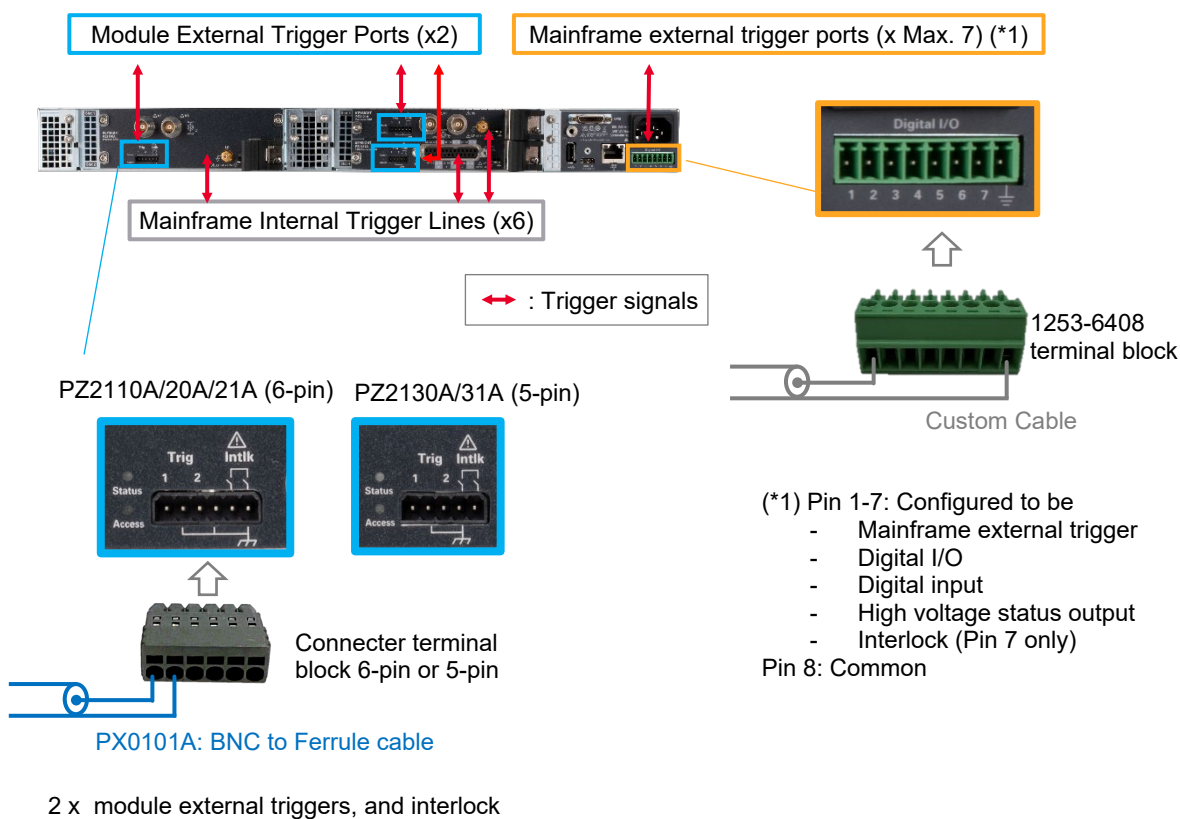 Module External Trigger Ports (x2)
Mainframe external trigger ports (x Max. 7) (*1)
Mainframe Internal Trigger Lines (x6)
: Trigger signals
Digital I/O
1 2 3 4 5 6 7
1253-6408
terminal block
Custom Cable
PZ2110A/20A/21A (6-pin)
PZ2130A/31A (5-pin)
Trig Intlk
1 2
Status
Access
Trig Intlk
1 2
Status
Access
Connecter terminal
block 6-pin or 5-pin
PX0101A: BNC to Ferrule cable
2 x module external triggers, and interlock
(*1) Pin 1-7: Configured to be
- Mainframe external trigger
- Digital I/O
- Digital input
- High voltage status output
- Interlock (Pin 7 only)
Pin 8: Common